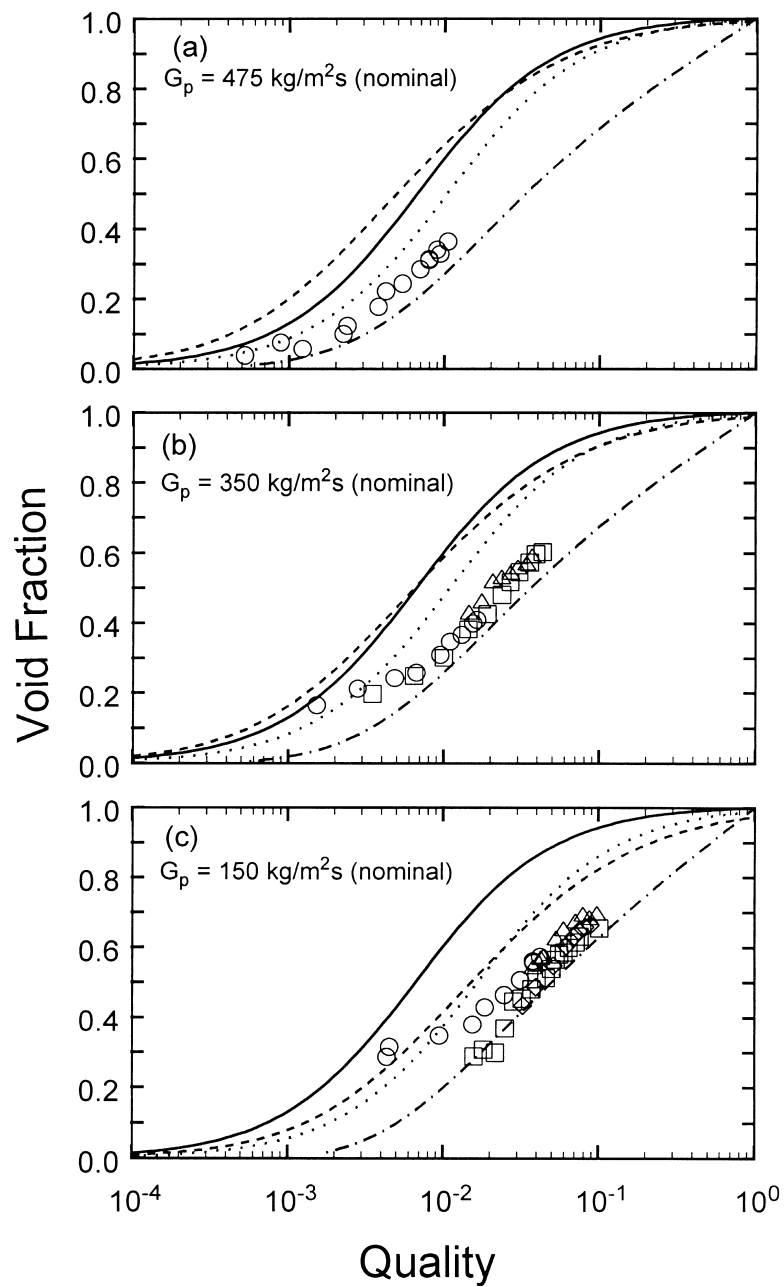 Void Fraction
1.0
(a)
Gₚ = 475 kg/m²s (nominal)
0.8
0.6
0.4
0.2
0.0
1.0
(b)
Gₚ = 350 kg/m²s (nominal)
0.8
0.6
0.4
0.2
0.0
1.0
(c)
Gₚ = 150 kg/m²s (nominal)
0.8
0.6
0.4
0.2
0.0
10⁻⁴ 10⁻³ 10⁻² 10⁻¹ 10⁰
Quality